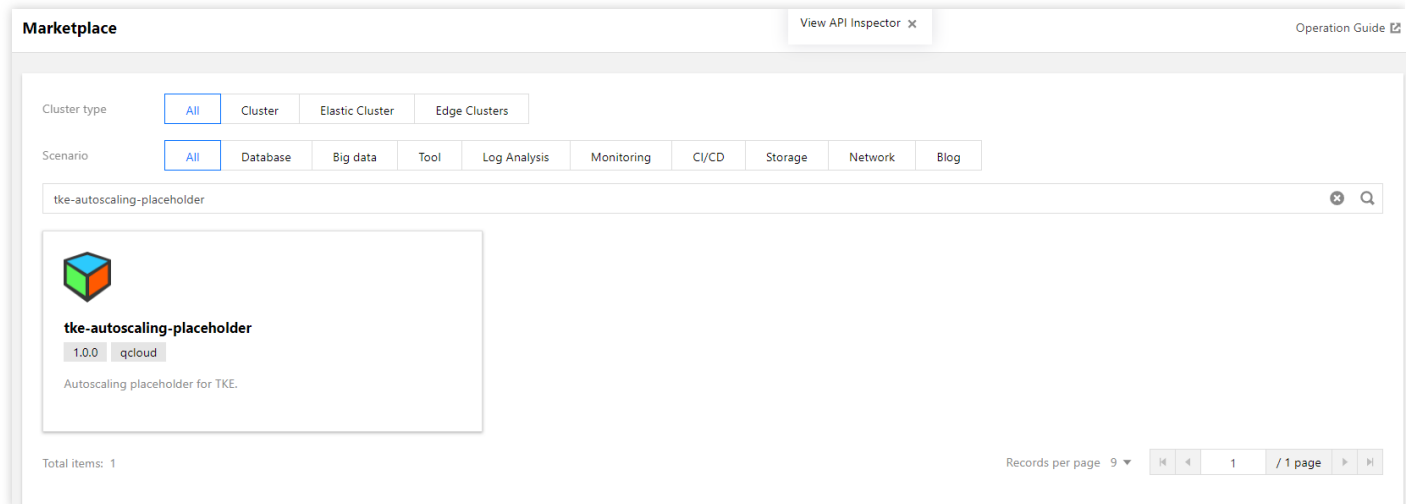 Marketplace
View API Inspector
Operation Guide
Cluster type All Cluster Elastic Cluster Edge Clusters
Scenario All Database Big data Tool Log Analysis Monitoring CI/CD Storage Network Blog
tke-autoscaling-placeholder
tke-autoscaling-placeholder
1.0.0 qcloud
Autoscaling placeholder for TKE.
Total items: 1 Records per page 9 1 / 1 page